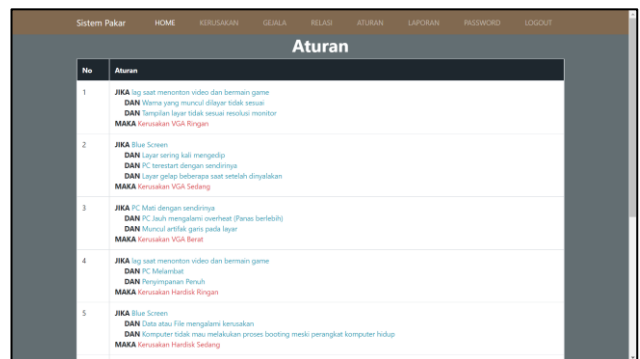 Sistem Pakar HOME KERUSAKAN GEJALA RELASI ATURAN LAPORAN PASSWORD LOGOUT
Aturan
No Aturan
1 JIKA lag saat menonton video dan bermain game
DAN Warna yang muncul dilayar tidak sesuai
DAN Tampilan layar tidak sesuai resolusi monitor
MAKA Kerusakan VGA Ringan
2 JIKA Blue Screen
DAN Layar sering kali mengedip
DAN PC terestart dengan sendirinya
DAN Layar gelap beberapa saat setelah dinyalakan
MAKA Kerusakan VGA Sedang
3 JIKA PC Mati dengan sendirinya
DAN PC Jauh mengalami overheat (Panas berlebih)
DAN Muncul artifak garis pada layar
MAKA Kerusakan VGA Berat
4 JIKA lag saat menonton video dan bermain game
DAN PC Melambat
DAN Penyimpanan Penuh
MAKA Kerusakan Hardisk Ringan
5 JIKA Blue Screen
DAN Data atau File mengalami kerusakan
DAN Komputer tidak mau melakukan proses booting meski perangkat komputer hidup
MAKA Kerusakan Hardisk Sedang